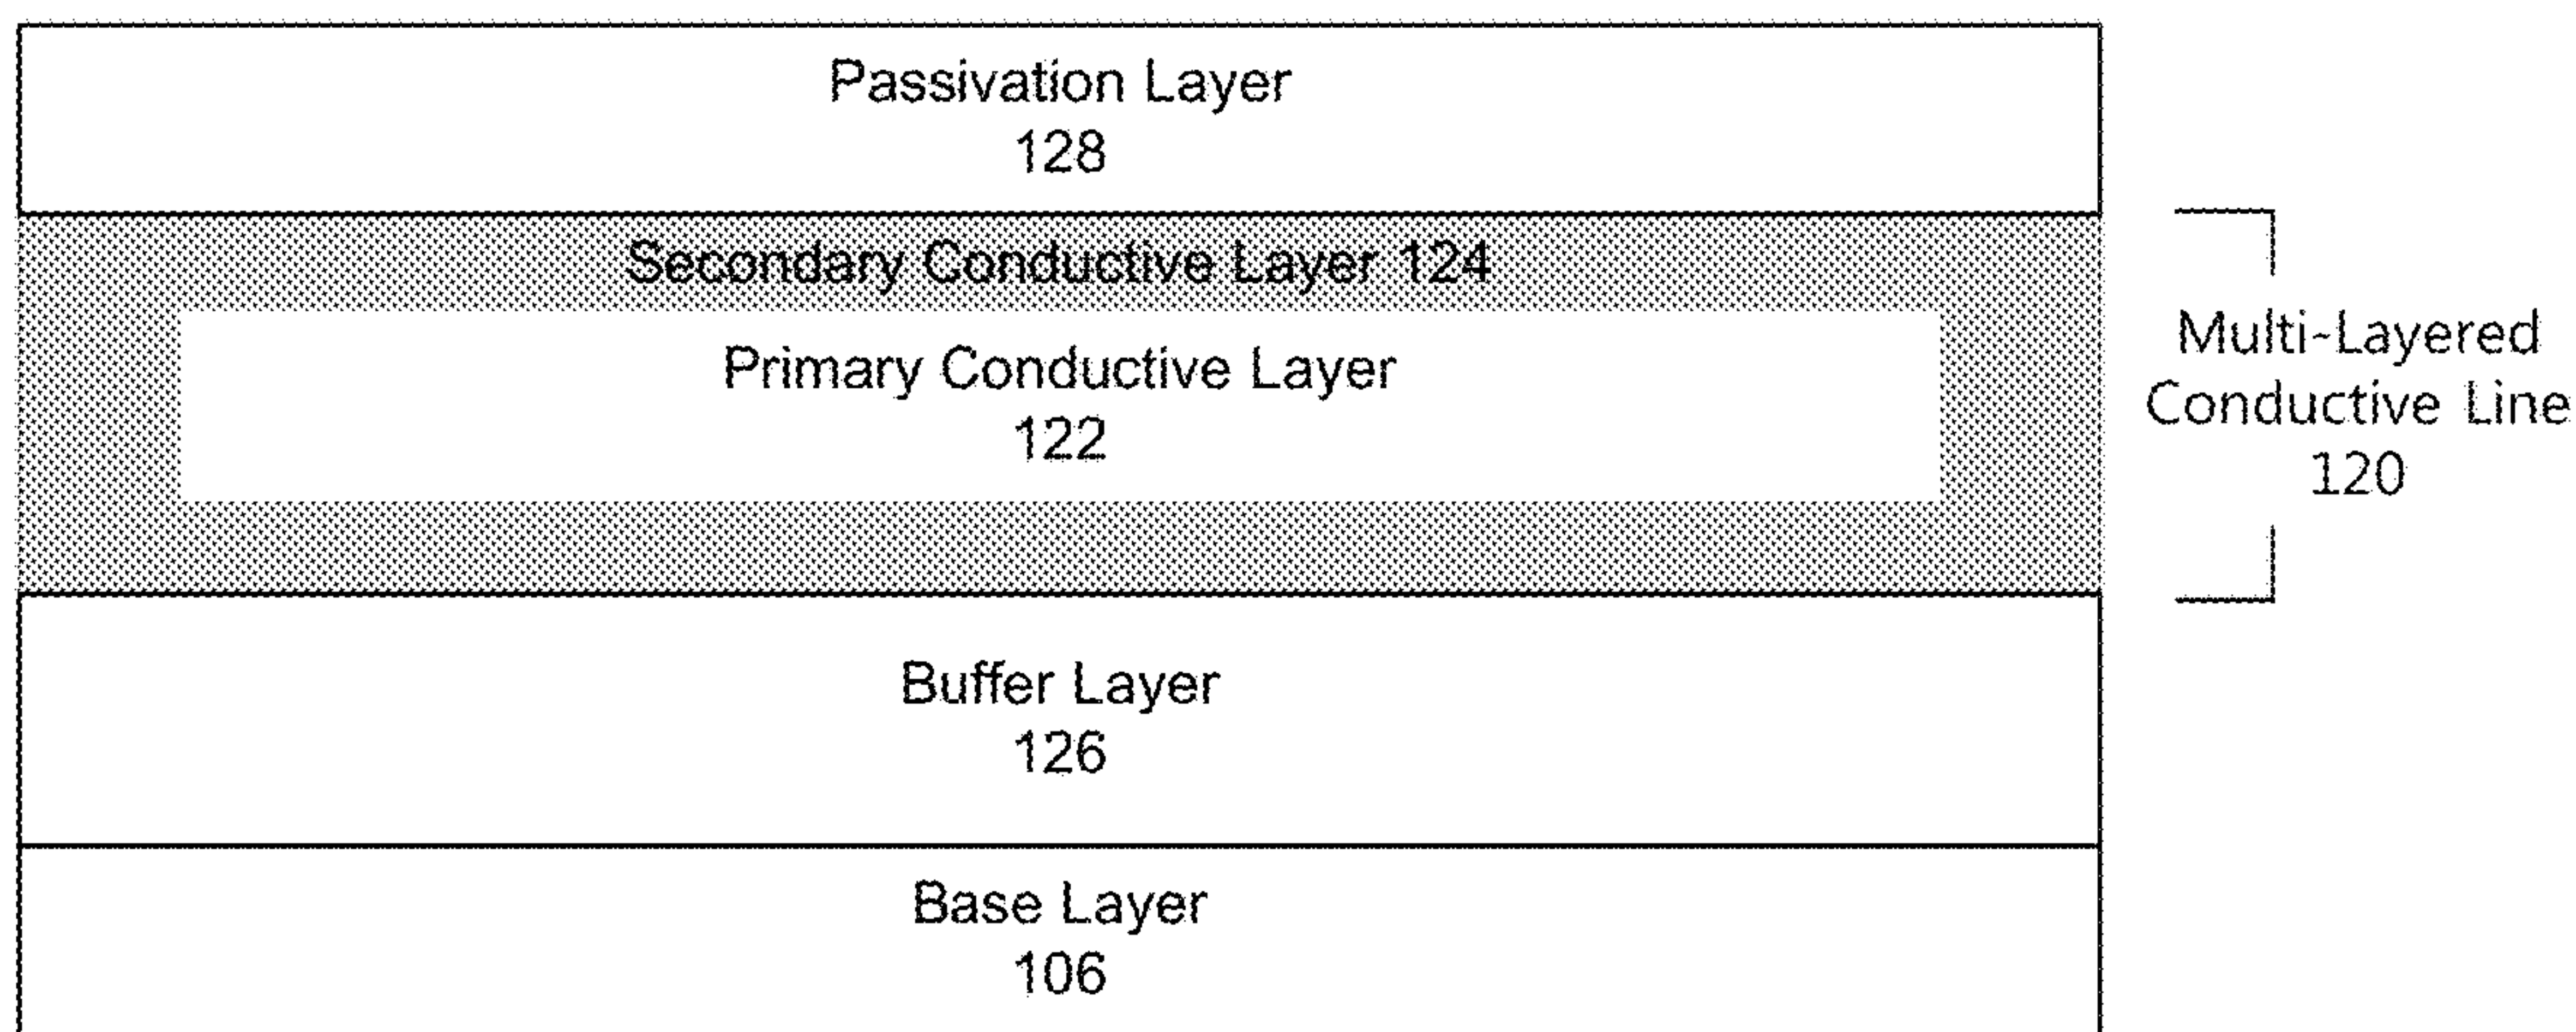 Passivation Layer
128
Secondary Conductive Layer 124
Primary Conductive Layer
122
Multi-Layered
Conductive Line
120
Buffer Layer
126
Base Layer
106